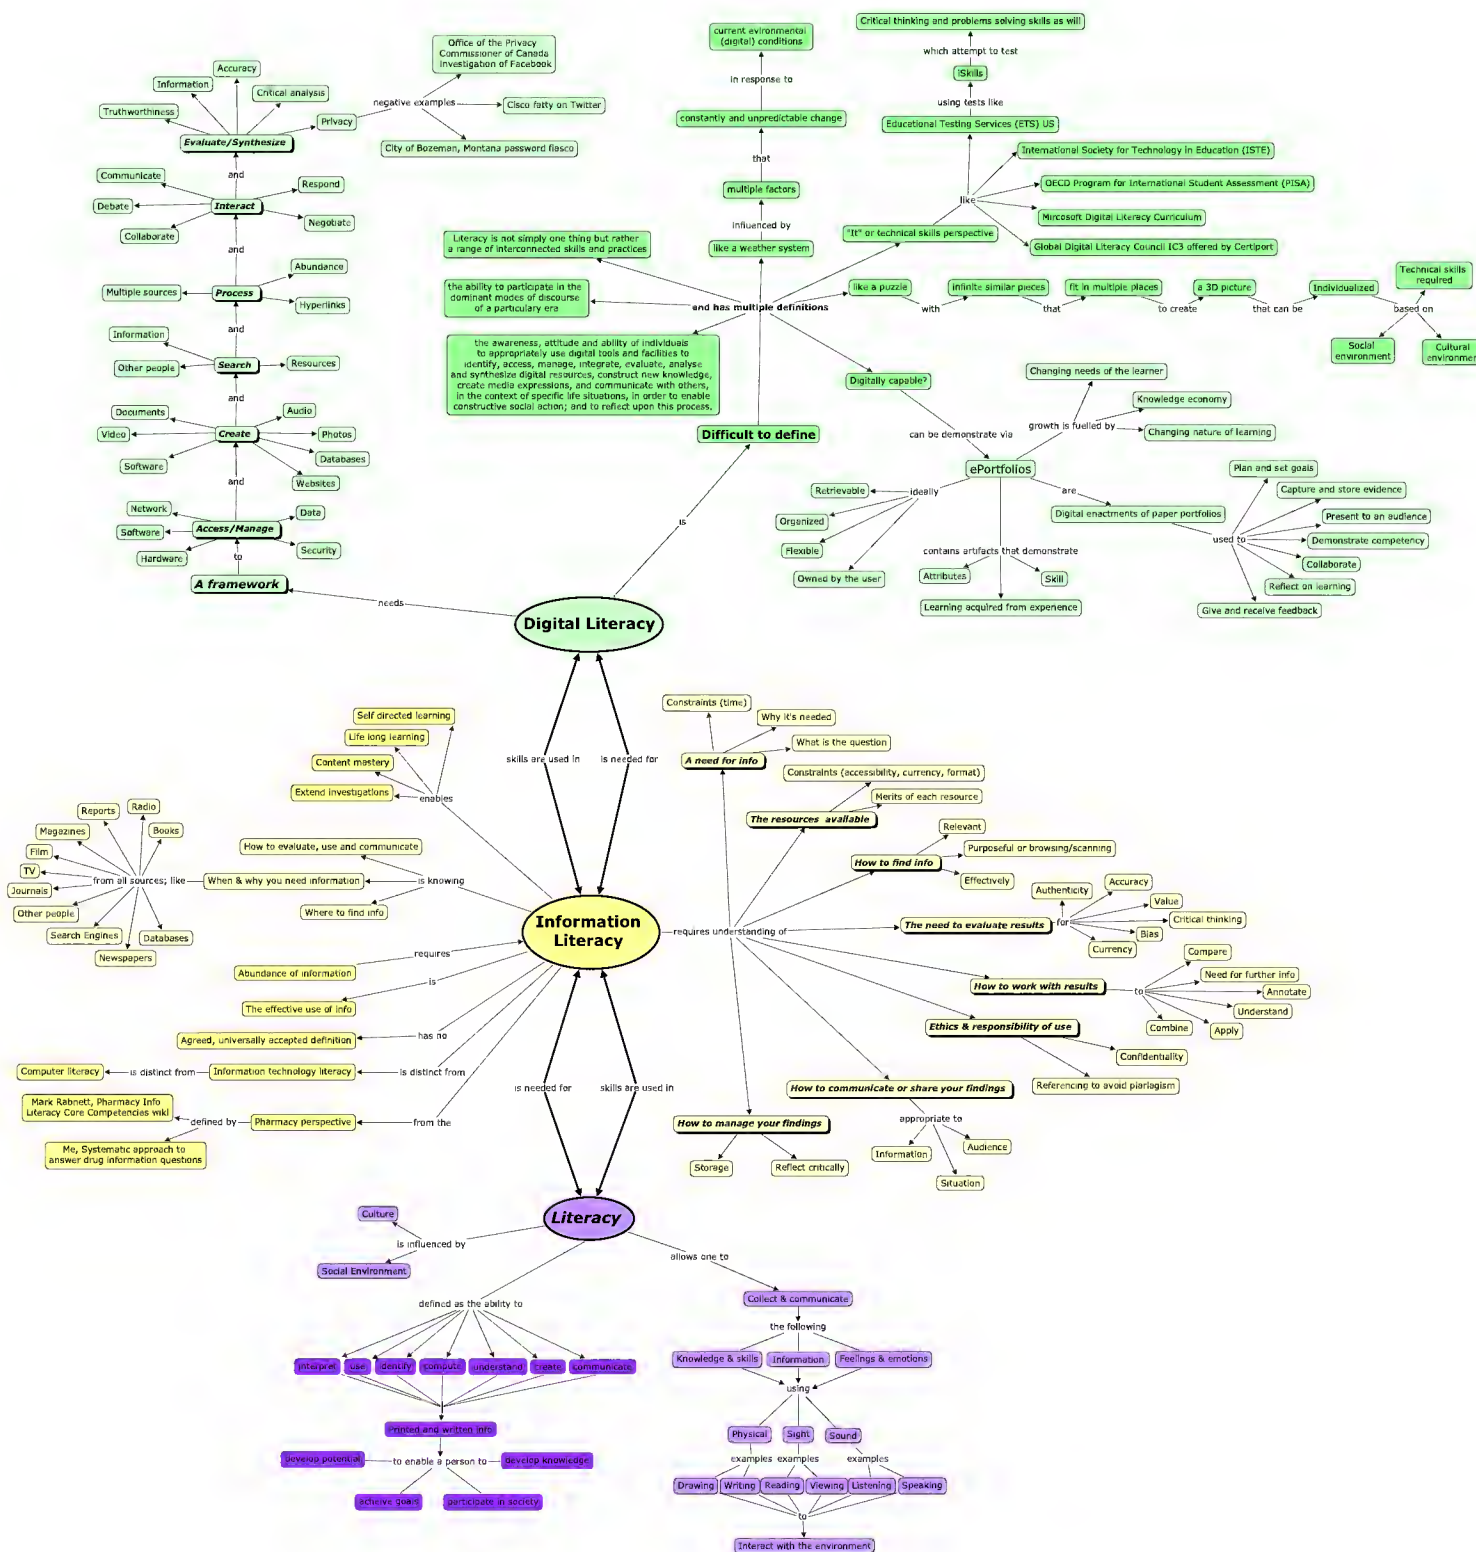 Office of the Privacy
Commissioner of Canada
Investigation of Facebook
Accuracy
Information
Critical analysis
Truthworthiness
Privacy
negative examples
Cisco fatty on Twitter
City of Bozeman, Montana password fiasco
Evaluate/Synthesize
and
Communicate
Respond
Debate
Interact
Negotiate
Collaborate
and
Abundance
Multiple sources
Process
Hyperlinks
and
Information
Other people
Search
Resources
and
Documents
Audio
Video
Create
Photos
Software
Databases
Websites
and
Network
Data
Software
Access/Manage
Security
Hardware
to
A framework
needs
current evironmental
(digital) conditions
in response to
constantly and unpredictable change
that
multiple factors
influenced by
like a weather system
Critical thinking and problems solving skills as will
which attempt to test
iSkills
using tests like
Educational Testing Services (ETS) US
International Society for Technology in Education (ISTE)
OECD Program for International Student Assessment (PISA)
like
Mircosoft Digital Literacy Curriculum
"It" or technical skills perspective
Global Digital Literacy Council IC3 offered by Certiport
Literacy is not simply one thing but rather
a range of interconnected skills and practices
the ability to participate in the
dominant modes of discourse
of a particulary era
and has multiple definitions
like a puzzle
with
infinite similar pieces
that
fit in multiple places
to create
a 3D picture
that can be
Individualized
based on
Technical skills
required
Social
environment
Cultural
environme
the awareness, attitude and ability of individuals
to appropriately use digital tools and facilities to
identify, access, manage, integrate, evaluate, analyse
and synthesize digital resources, construct new knowledge,
create media expressions, and communicate with others,
in the context of specific life situations, in order to enable
constructive social action; and to reflect upon this process.
Difficult to define
is
Digitally capable?
can be demonstrate via
ePortfolios
Changing needs of the learner
Knowledge economy
growth is fuelled by
Changing nature of learning
Retrievable
ideally
Organized
Flexible
Owned by the user
contains artifacts that demonstrate
Attributes
Skill
Learning acquired from experience
are
Digital enactments of paper portfolios
used to
Plan and set goals
Capture and store evidence
Present to an audience
Demonstrate competency
Collaborate
Reflect on learning
Give and receive feedback
Digital Literacy
skills are used in
is needed for
Self directed learning
Life long learning
Content mastery
Extend investigations
enables
Reports
Radio
Magezines
Books
Film
TV
from all sources; like
Journals
Other people
Search Engines
Databases
Newspapers
How to evaluate, use and communicate
When & why you need information
is knowing
Where to find info
Information
Literacy
requires
Abundance of information
is
The effective use of info
has no
Agreed, universally accepted definition
Computer literacy
is distinct from
Information technology literacy
is distinct from
Mark Rabnett, Pharmacy Info
Literacy Core Competencies wiki
defined by
Pharmacy perspective
from the
Me, Systematic approach to
answer drug information questions
requires understanding of
Constraints (time)
Why it's needed
What is the question
A need for info
Constraints (accessibility, currency, format)
Merits of each resource
The resources available
Relevant
Purposeful or browsing/scanning
How to find info
Effectively
Authenticity
Accuracy
Value
The need to evaluate results
for
Critical thinking
Bias
Currency
Compare
Need for further info
How to work with results
to
Annotate
Understand
Combine
Apply
Ethics & responsibility of use
Confidentiality
Referencing to avoid plarlagism
How to communicate or share your findings
appropriate to
Information
Audience
Situation
How to manage your findings
Storage
Reflect critically
is needed for
skills are used in
Literacy
Culture
is influenced by
Social Environment
defined as the ability to
interpret
use
identify
compute
understand
create
communicate
Printed and written info
develop potential
to enable a person to
develop knowledge
acheive goals
participate in society
allows one to
Collect & communicate
the following
Knowledge & skills
Information
Feelings & emotions
using
Physical
Sight
Sound
examples
examples
examples
Drawing
Writing
Reading
Viewing
Listening
Speaking
to
Interact with the environment